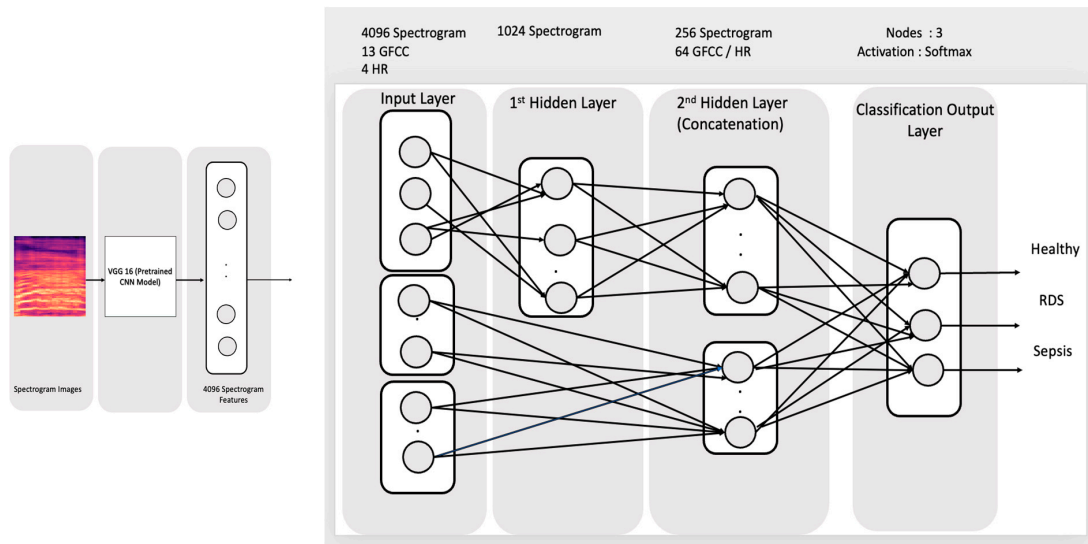 4096 Spectrogram
13 GFCC
4 HR
1024 Spectrogram
256 Spectrogram
64 GFCC / HR
Nodes : 3
Activation : Softmax
Input Layer
1st Hidden Layer
2nd Hidden Layer
(Concatenation)
Classification Output
Layer
VGG 16 (Pretrained
CNN Model)
Spectrogram Images
4096 Spectrogram
Features
Healthy
RDS
Sepsis